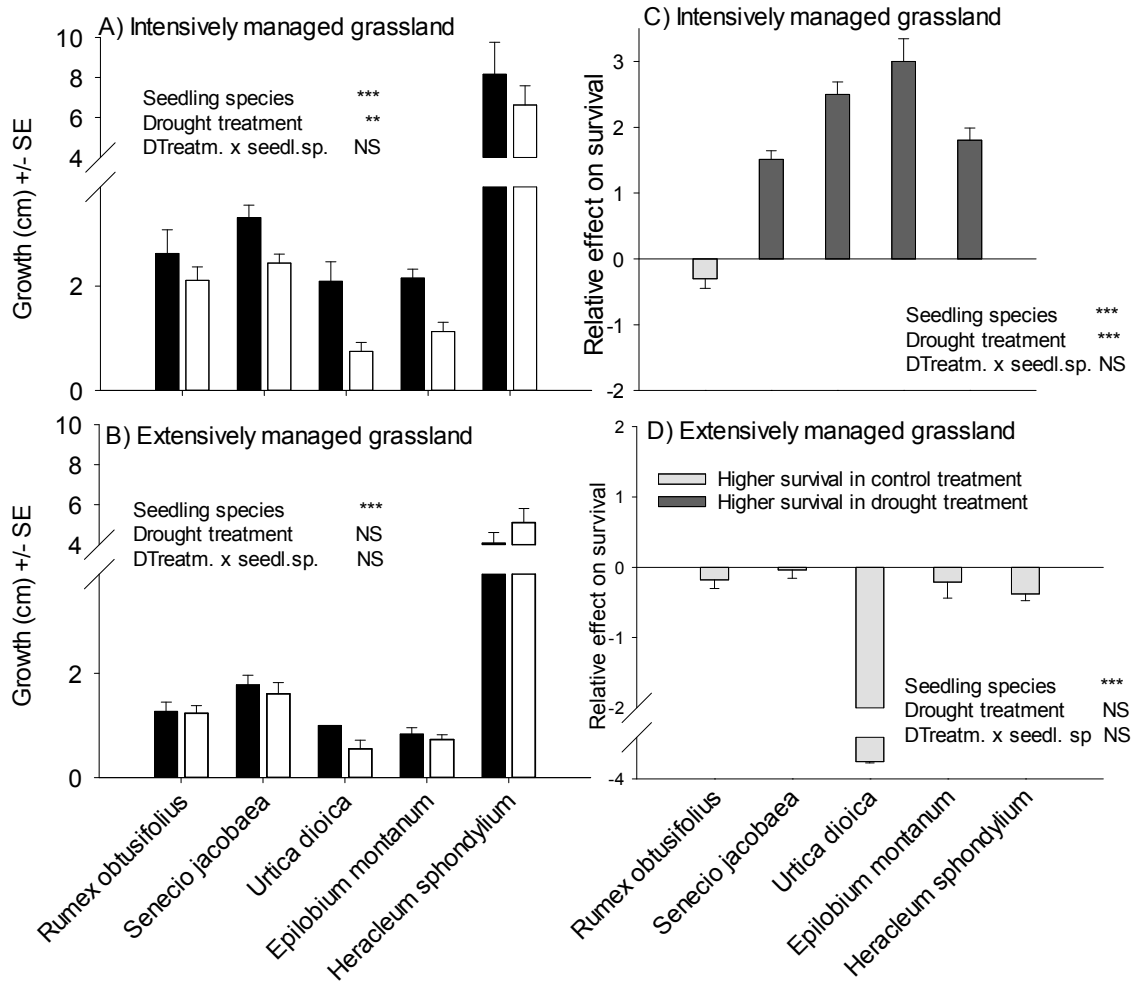 A) Intensively managed grassland
10
8
6
4
2
0
Growth (cm) +/- SE
Seedling species ***
Drought treatment **
DTreatm. x seedl.sp. NS
C) Intensively managed grassland
3
2
1
0
-1
-2
Relative effect on survival
Seedling species ***
Drought treatment ***
DTreatm. x seedl.sp. NS
B) Extensively managed grassland
10
8
6
4
2
0
Growth (cm) +/- SE
Seedling species ***
Drought treatment NS
DTreatm. x seedl.sp. NS
Rumex obtusifolius
Senecio jacobaea
Urtica dioica
Epilobium montanum
Heracleum sphondylium
D) Extensively managed grassland
2
1
0
-1
-2
-4
Relative effect on survival
Higher survival in control treatment
Higher survival in drought treatment
Seedling species ***
Drought treatment NS
DTreatm. x seedl. sp NS
Rumex obtusifolius
Senecio jacobaea
Urtica dioica
Epilobium montanum
Heracleum sphondylium